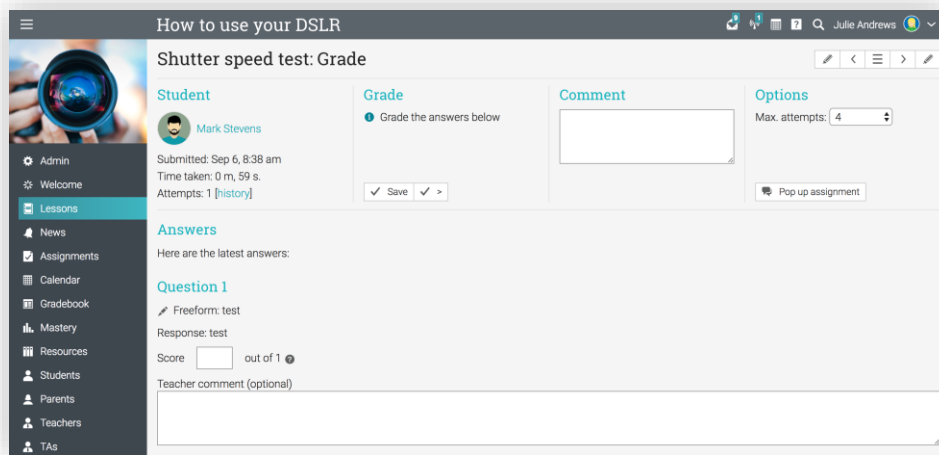 How to use your DSLR
9
1
Julie Andrews
Shutter speed test: Grade
Student
Mark Stevens
Submitted: Sep 6, 8:38 am
Time taken: 0 m, 59 s.
Attempts: 1 [history]
Grade
Grade the answers below
Save
>
Comment
Options
Max. attempts: 4
Pop up assignment
Admin
Welcome
Lessons
News
Assignments
Calendar
Gradebook
Mastery
Resources
Students
Parents
Teachers
TAs
Answers
Here are the latest answers:
Question 1
Freeform: test
Response: test
Score out of 1 ?
Teacher comment (optional)